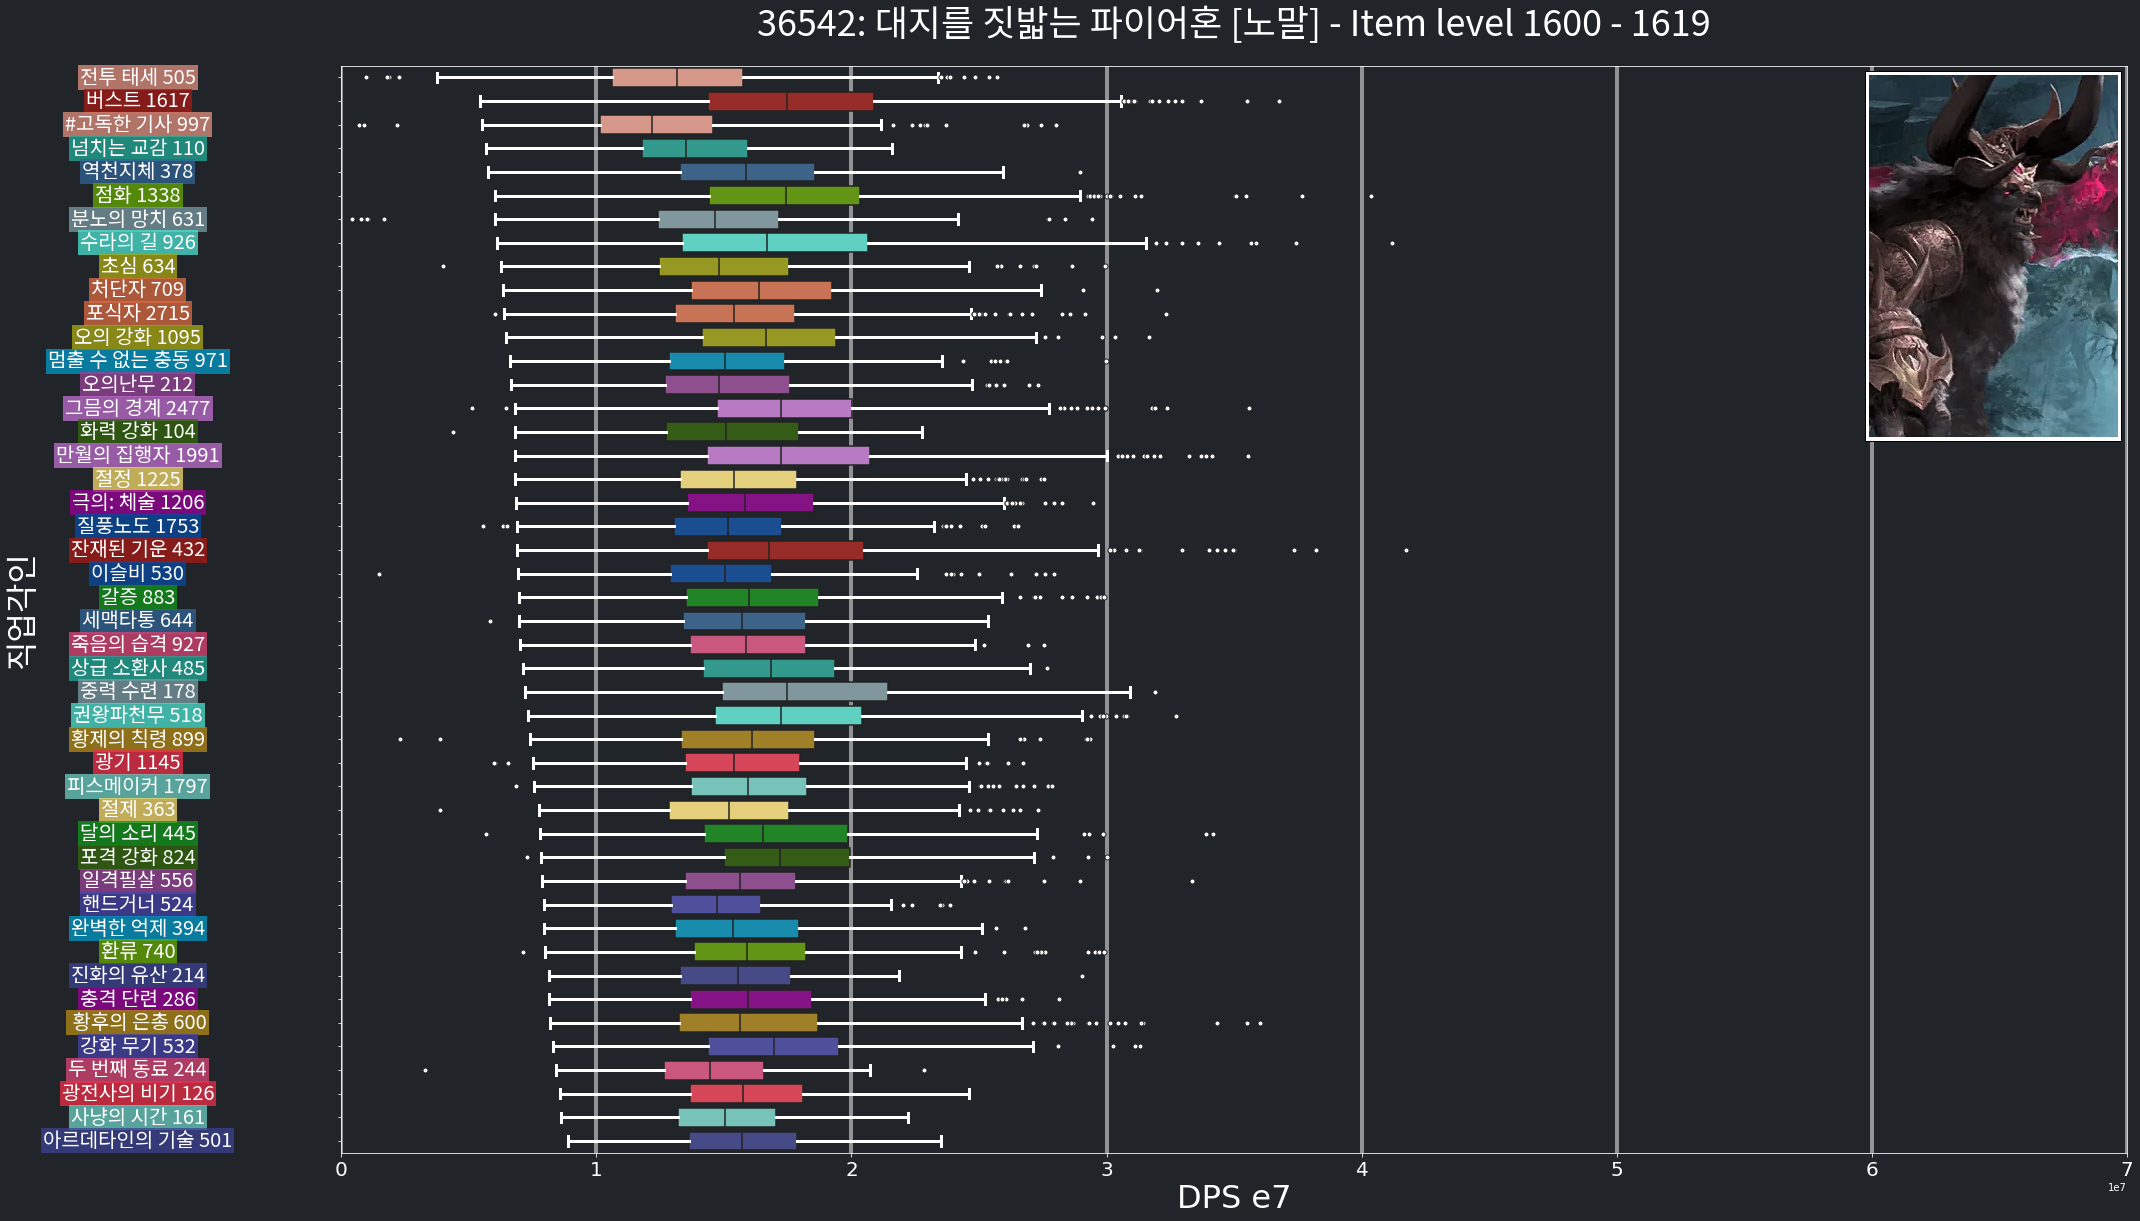 36542: 대지를 짓밟는 파이어혼 [노말] - Item level 1600 - 1619
직업각인
전투 태세 505
버스트 1617
#고독한 기사 997
넘치는 교감 110
역천지체 378
점화 1338
분노의 망치 631
수라의 길 926
초심 634
처단자 709
포식자 2715
오의 강화 1095
멈출 수 없는 충동 971
오의난무 212
그믐의 경계 2477
화력 강화 104
만월의 집행자 1991
절정 1225
극의: 체술 1206
질풍노도 1753
잔재된 기운 432
이슬비 530
갈증 883
세맥타통 644
죽음의 습격 927
상급 소환사 485
중력 수련 178
권왕파천무 518
황제의 칙령 899
광기 1145
피스메이커 1797
절제 363
달의 소리 445
포격 강화 824
일격필살 556
핸드거너 524
완벽한 억제 394
환류 740
진화의 유산 214
충격 단련 286
황후의 은총 600
강화 무기 532
두 번째 동료 244
광전사의 비기 126
사냥의 시간 161
아르데타인의 기술 501
0 1 2 3 4 5 6 7
1e7
DPS e7